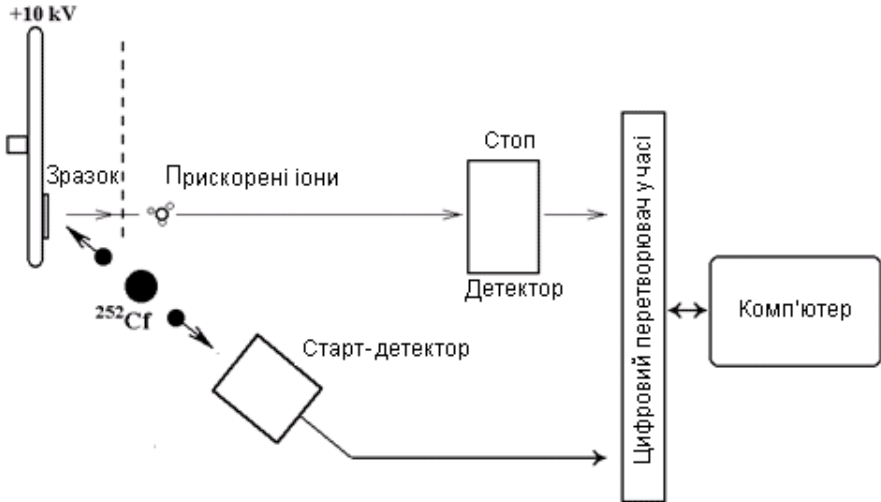 +10 kV
Зразок
Прискорені іони
Стоп
Детектор
²⁵²Cf
Старт-детектор
Цифровий перетворювач у часі
Комп'ютер